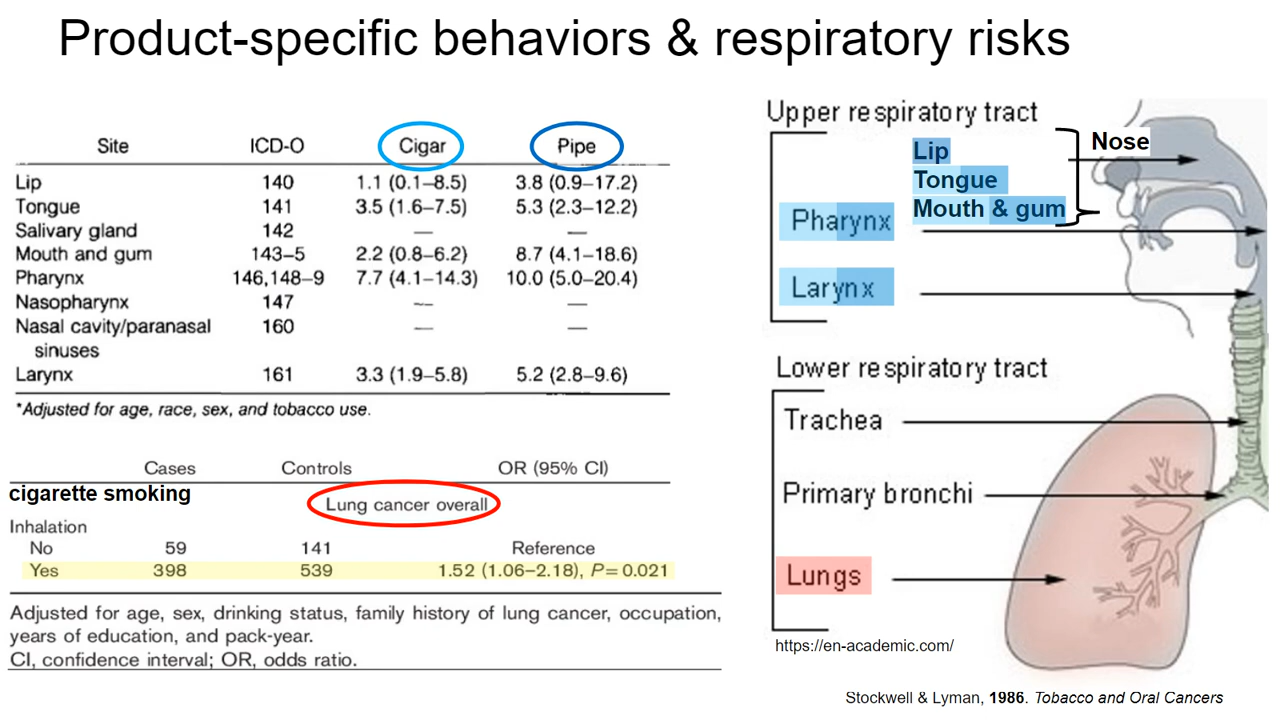 Product-specific behaviors & respiratory risks
Site ICD-O Cigar Pipe
Lip 140 1.1 (0.1–8.5) 3.8 (0.9–17.2)
Tongue 141 3.5 (1.6–7.5) 5.3 (2.3–12.2)
Salivary gland 142 — —
Mouth and gum 143–5 2.2 (0.8–6.2) 8.7 (4.1–18.6)
Pharynx 146,148–9 7.7 (4.1–14.3) 10.0 (5.0–20.4)
Nasopharynx 147 — —
Nasal cavity/paranasal 160 — —
sinuses
Larynx 161 3.3 (1.9–5.8) 5.2 (2.8–9.6)
*Adjusted for age, race, sex, and tobacco use.
Cases Controls OR (95% CI)
cigarette smoking
Lung cancer overall
Inhalation
No 59 141 Reference
Yes 398 539 1.52 (1.06–2.18), P=0.021
Adjusted for age, sex, drinking status, family history of lung cancer, occupation,
years of education, and pack-year.
CI, confidence interval; OR, odds ratio.
Upper respiratory tract
Nose
Lip
Tongue
Mouth & gum
Pharynx
Larynx
Lower respiratory tract
Trachea
Primary bronchi
Lungs
https://en-academic.com/
Stockwell & Lyman, 1986. Tobacco and Oral Cancers